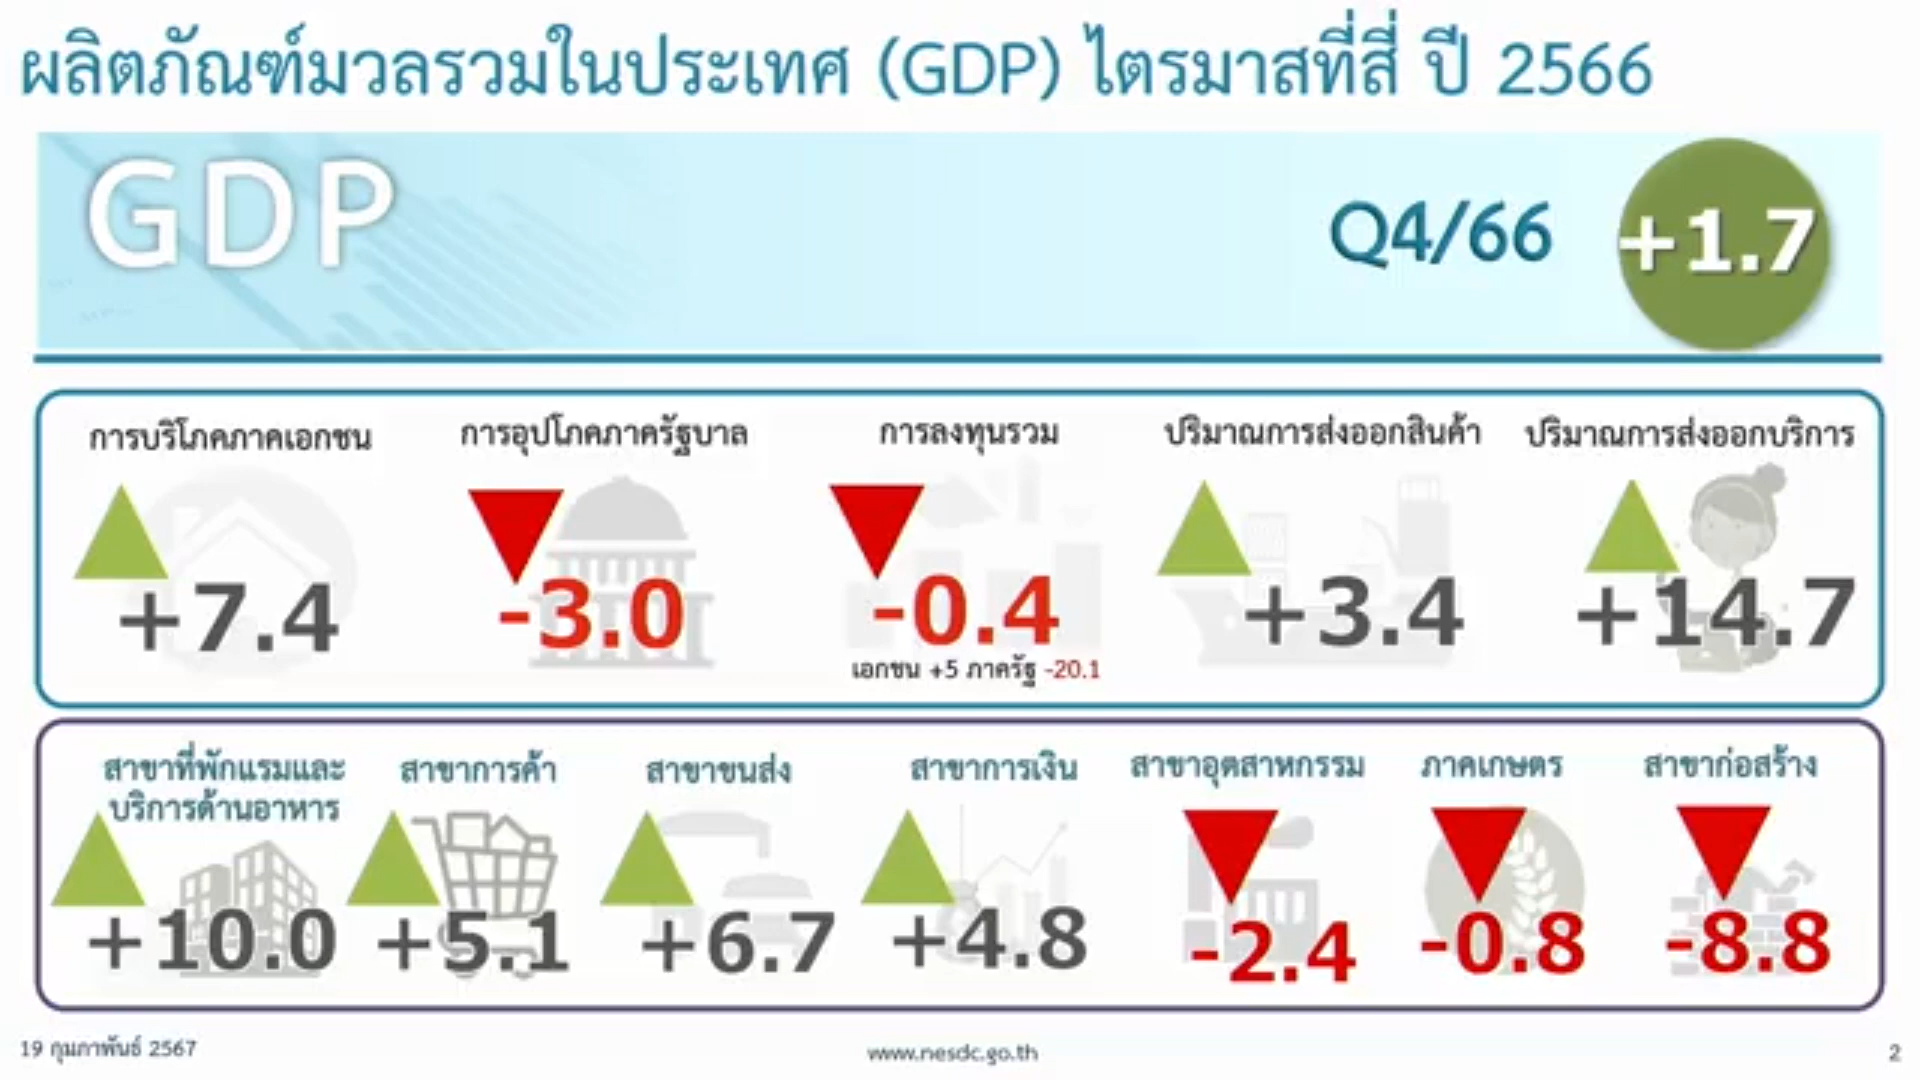 ผลิตภัณฑ์มวลรวมในประเทศ (GDP) ไตรมาสที่สี่ ปี 2566
GDP
Q4/66
+1.7
การบริโภคภาคเอกชน
+7.4
การอุปโภคภาครัฐบาล
-3.0
การลงทุนรวม
-0.4
เอกชน +5 ภาครัฐ -20.1
ปริมาณการส่งออกสินค้า
+3.4
ปริมาณการส่งออกบริการ
+14.7
สาขาที่พักแรมและ
บริการด้านอาหาร
+10.0
สาขาการค้า
+5.1
สาขาขนส่ง
+6.7
สาขาการเงิน
+4.8
สาขาอุตสาหกรรม
-2.4
ภาคเกษตร
-0.8
สาขาก่อสร้าง
-8.8
19 กุมภาพันธ์ 2567
www.nesdc.go.th
2